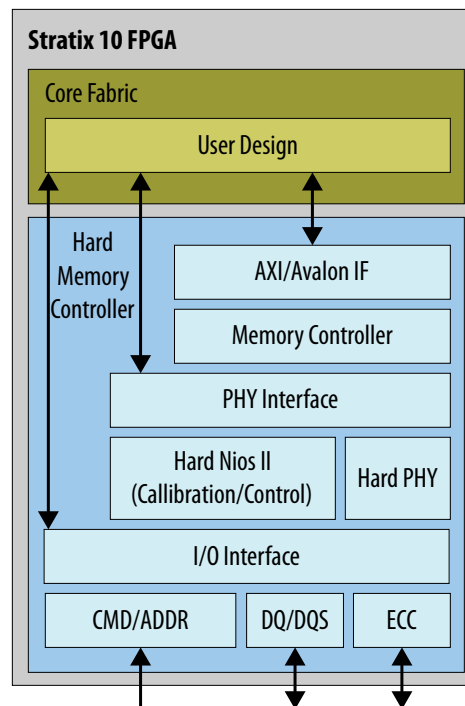 Stratix 10 FPGA
Core Fabric
User Design
Hard
Memory
Controller
AXI/Avalon IF
Memory Controller
PHY Interface
Hard Nios II
(Callibration/Control)
Hard PHY
I/O Interface
CMD/ADDR
DQ/DQS
ECC